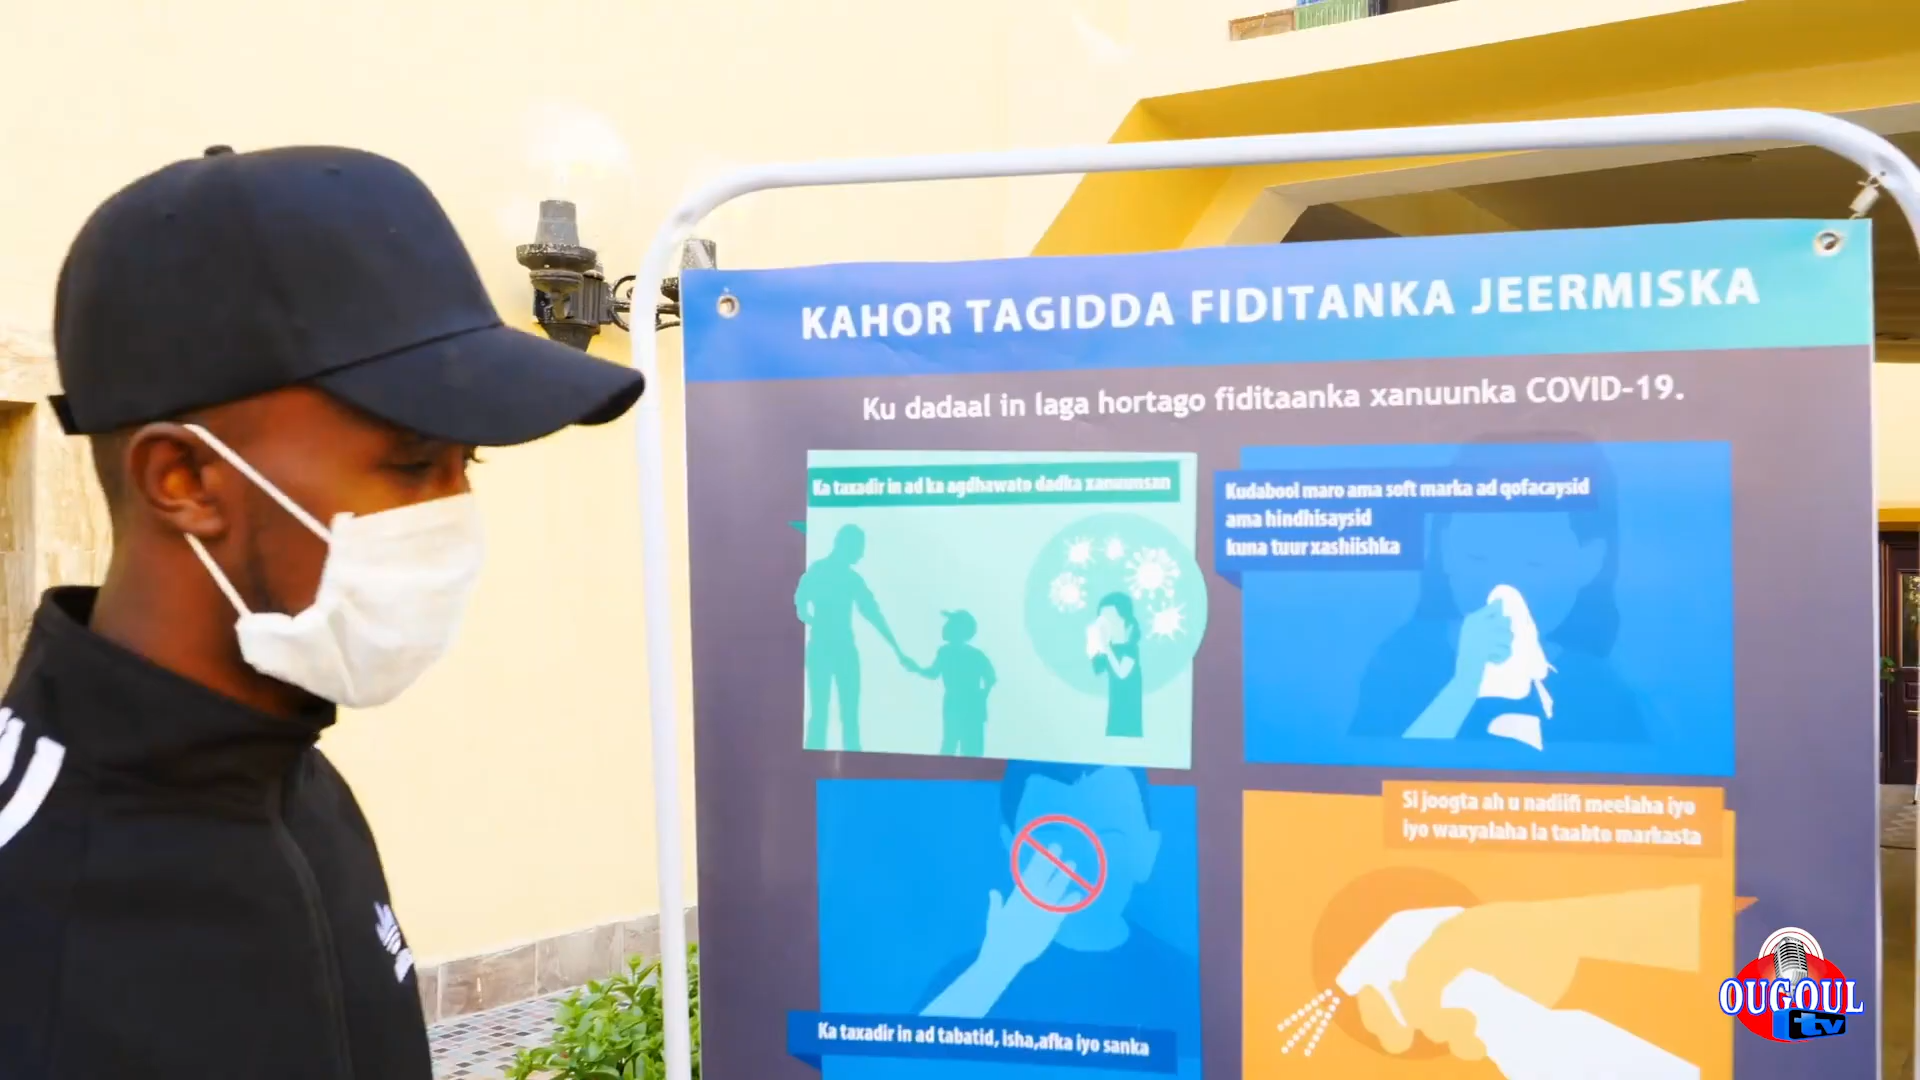 KAHOR TAGIDDA FIDITANKA JEERMISKA
Ku dadaal in laga hortago fiditaanka xanuunka COVID-19.
Ka taxadir in ad ka agdhawato dadka xanuunsan
Kudabool maro ama soft marka ad qofacaysid
ama hindhisaysid
kuna tuur xashiishka
Ka taxadir in ad tabatid, isha,afka iyo sanka
Si joogta ah u nadiifi meelaha iyo
iyo waxyalaha la taabto markasta
OUGOUL
tv